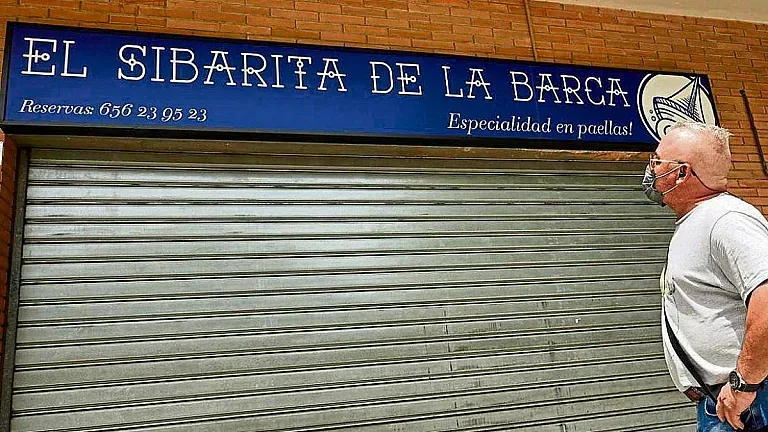 EL SIBARITA DE LA BARCA
Reservas: 656 23 95 23
Especialidad en paellas!